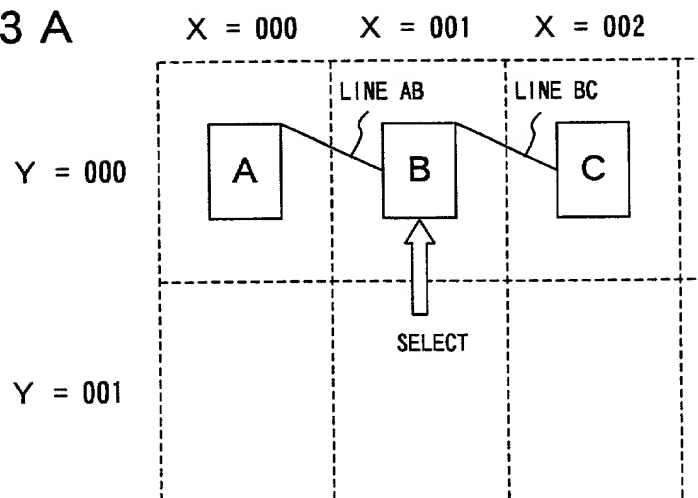 3 A
X = 000 X = 001 X = 002
LINE AB LINE BC
Y = 000 A B C
SELECT
Y = 001